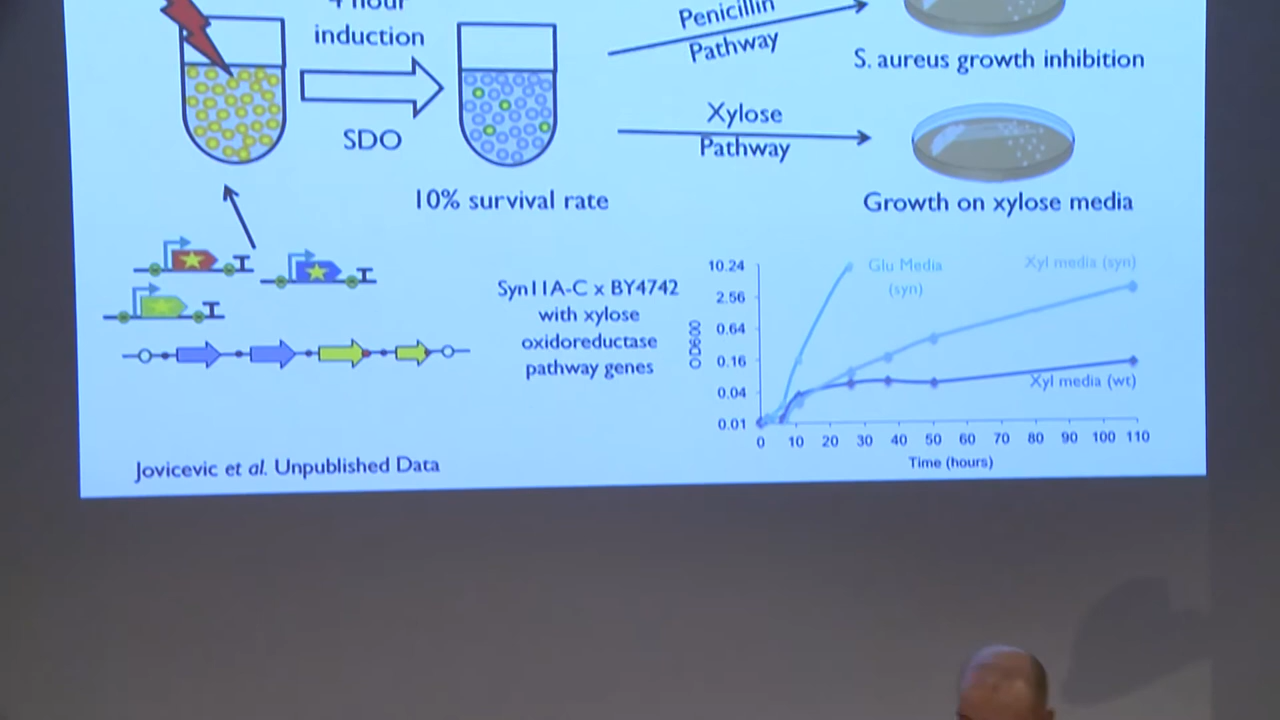 4 hour
induction
SDO
10% survival rate
Penicillin
Pathway
S. aureus growth inhibition
Xylose
Pathway
Growth on xylose media
Syn11A-C x BY4742
with xylose
oxidoreductase
pathway genes
10.24
2.56
0.64
0.16
0.04
0.01
OD600
Glu Media
(syn)
Xyl media (syn)
Xyl media (wt)
0 10 20 30 40 50 60 70 80 90 100 110
Time (hours)
Jovicevic et al. Unpublished Data